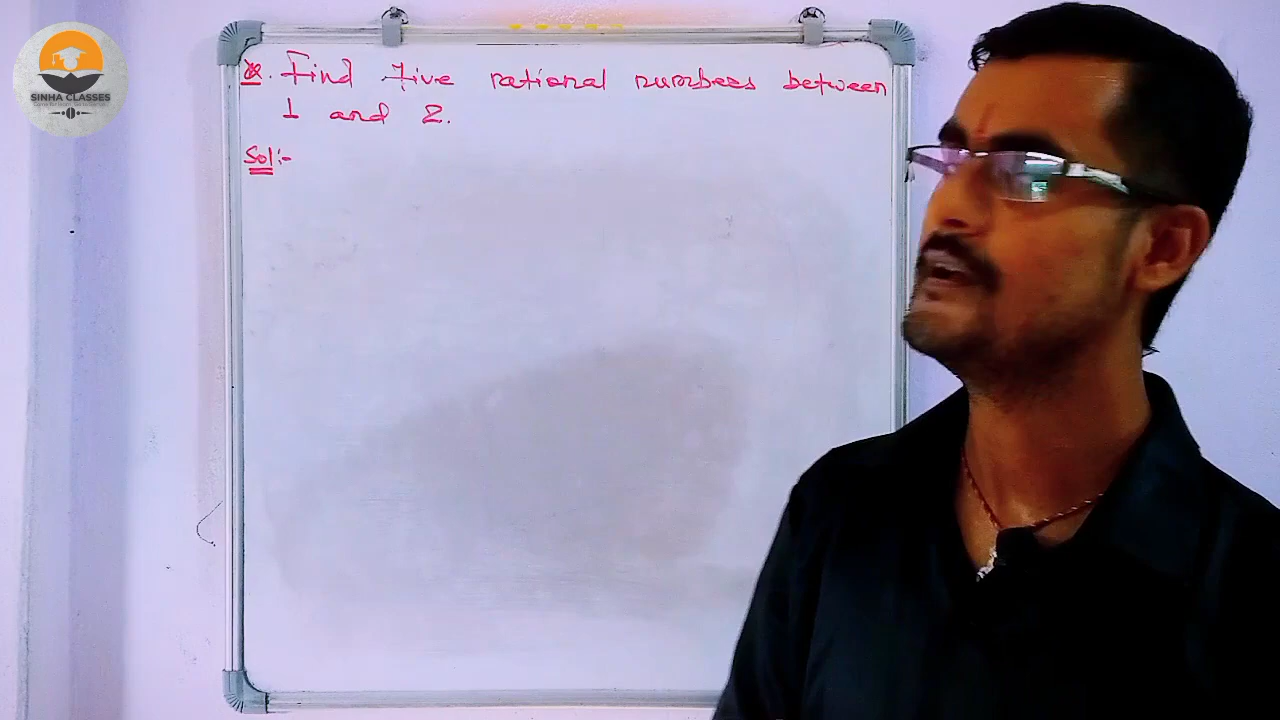 SINHA CLASSES
Q. Find five rational numbers between
1 and 2.
Sol:-